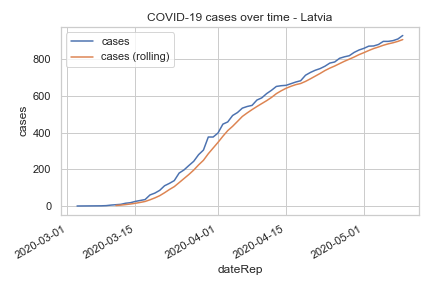 COVID-19 cases over time - Latvia
cases
cases (rolling)
800
600
400
200
0
cases
2020-03-01
2020-03-15
2020-04-01
2020-04-15
2020-05-01
dateRep